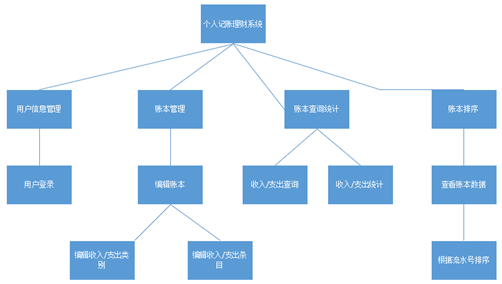 个人记账理财系统
用户信息管理
账本管理
账本查询统计
账本排序
用户登录
编辑账本
收入/支出查询
收入/支出统计
查看账本数据
编辑收入/支出类
别
编辑收入/支出条
目
根据流水号排序